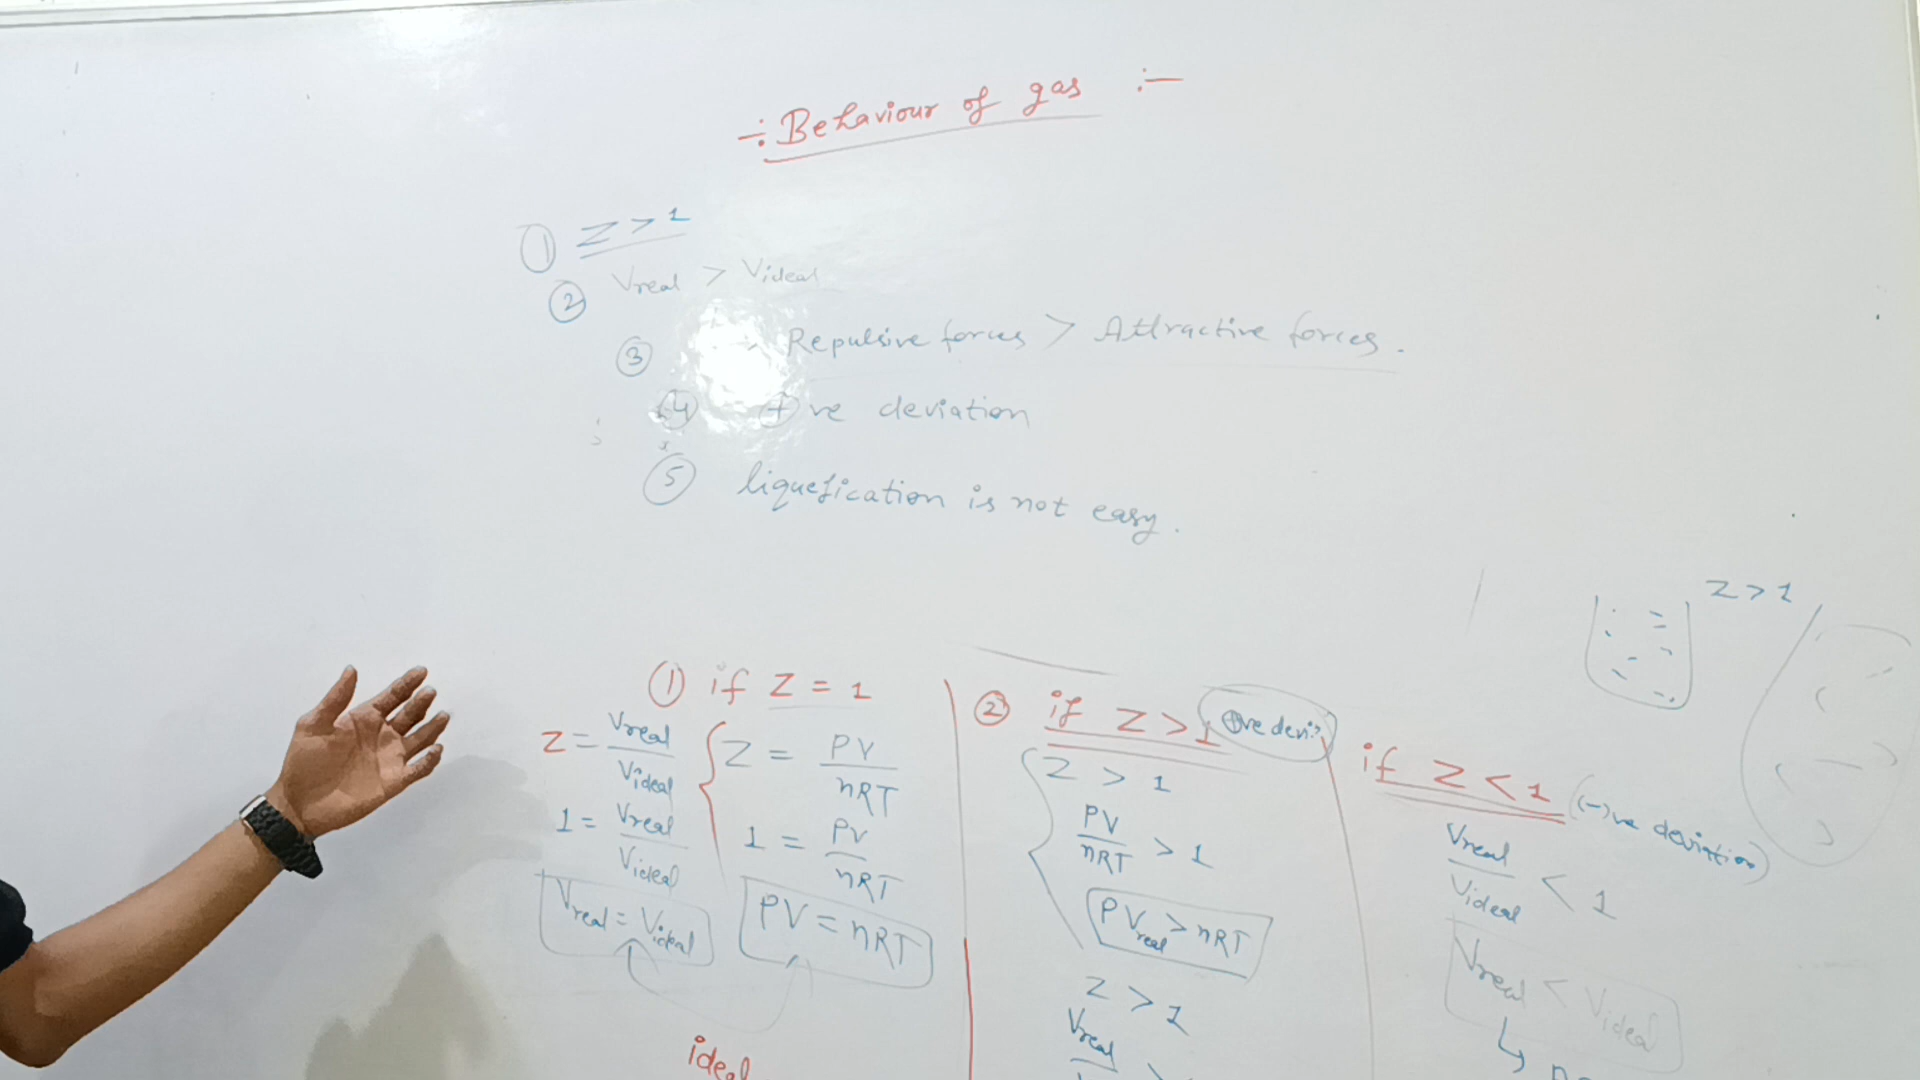 ÷ Behaviour of gas :-
① Z > 1
② Vreal > Videal
③ Repulsive forces > Attractive forces.
④ ⊕ve deviation
⑤ liquefication is not easy.
Z > 1
① if Z = 1
Z = Vreal / Videal
1 = Vreal / Videal
Vreal = Videal
Z = PV / nRT
1 = PV / nRT
PV = nRT
ideal
② if Z > 1 ⊕ve devi:
Z > 1
PV / nRT > 1
PVreal > nRT
Z > 1
Vreal
if Z < 1 (-)ve deviation)
Vreal / Videal < 1
Vreal < Videal